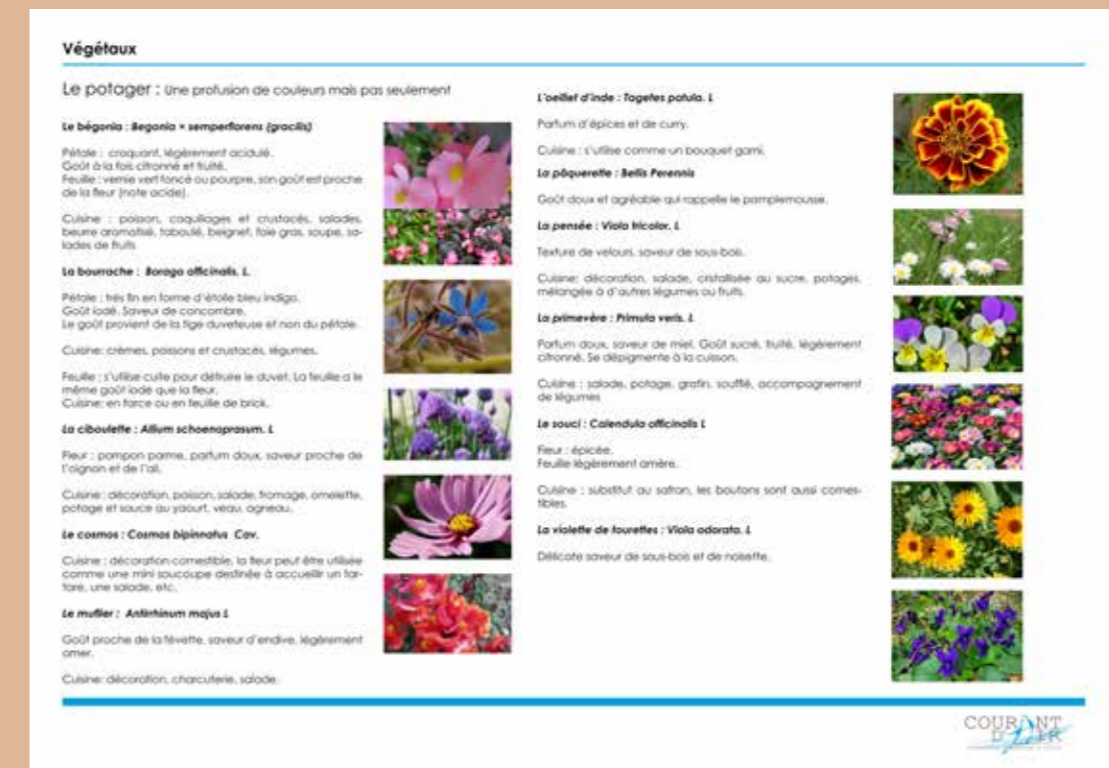 Végétaux
Le potager : Une profusion de couleurs mais pas seulement
Le bégonia : Begonia × semperflorens (gracilis)
Pétale : croquant, légèrement acidulé.
Goût à la fois citronné et fruité.
Feuille : vernie vert foncé ou pourpre, son goût est proche
de la fleur (note acide).
Cuisine : poisson, coquillages et crustacés, salades,
beurre aromatisé, taboulé, beignet, foie gras, soupe, sa-
lades de fruits
La bourrache : Borago officinalis. L.
Pétale : très fin en forme d'étoile bleu indigo.
Goût iodé. Saveur de concombre.
Le goût provient de la tige duveteuse et non du pétale.
Cuisine: crèmes, poissons et crustacés, légumes.
Feuille : s'utilise cuite pour détruire le duvet. La feuille a le
même goût iodé que la fleur.
Cuisine: en farce ou en feuille de brick.
La ciboulette : Allium schoenoprasum. L
Fleur : pompon parme, parfum doux, saveur proche de
l'oignon et de l'ail.
Cuisine : décoration, poisson, salade, fromage, omelette,
potage et sauce au yaourt, veau, agneau.
Le cosmos : Cosmos bipinnatus Cav.
Cuisine : décoration comestible, la fleur peut être utilisée
comme une mini soucoupe destinée à accueillir un tar-
tare, une salade, etc.
Le muflier : Antirrhinum majus L
Goût proche de la févette, saveur d'endive, légèrement
amer.
Cuisine: décoration, charcuterie, salade.
L'oeillet d'inde : Tagetes patula. L
Parfum d'épices et de curry.
Cuisine : s'utilise comme un bouquet garni.
La pâquerette : Bellis Perennis
Goût doux et agréable qui rappelle le pamplemousse.
La pensée : Viola tricolor. L
Texture de velours, saveur de sous-bois.
Cuisine: décoration, salade, cristallisée au sucre, potages,
mélangée à d'autres légumes ou fruits.
La primevère : Primula veris. L
Parfum doux, saveur de miel. Goût sucré, fruité, légèrement
citronné. Se dépigmente à la cuisson.
Cuisine : salade, potage, gratin, soufflé, accompagnement
de légumes
Le souci : Calendula officinalis L
Fleur : épicée.
Feuille légèrement amère.
Cuisine : substitut au safran, les boutons sont aussi comes-
tibles.
La violette de tourettes : Viola odorata. L
Délicate saveur de sous-bois et de noisette.
COURANT
D'AIR